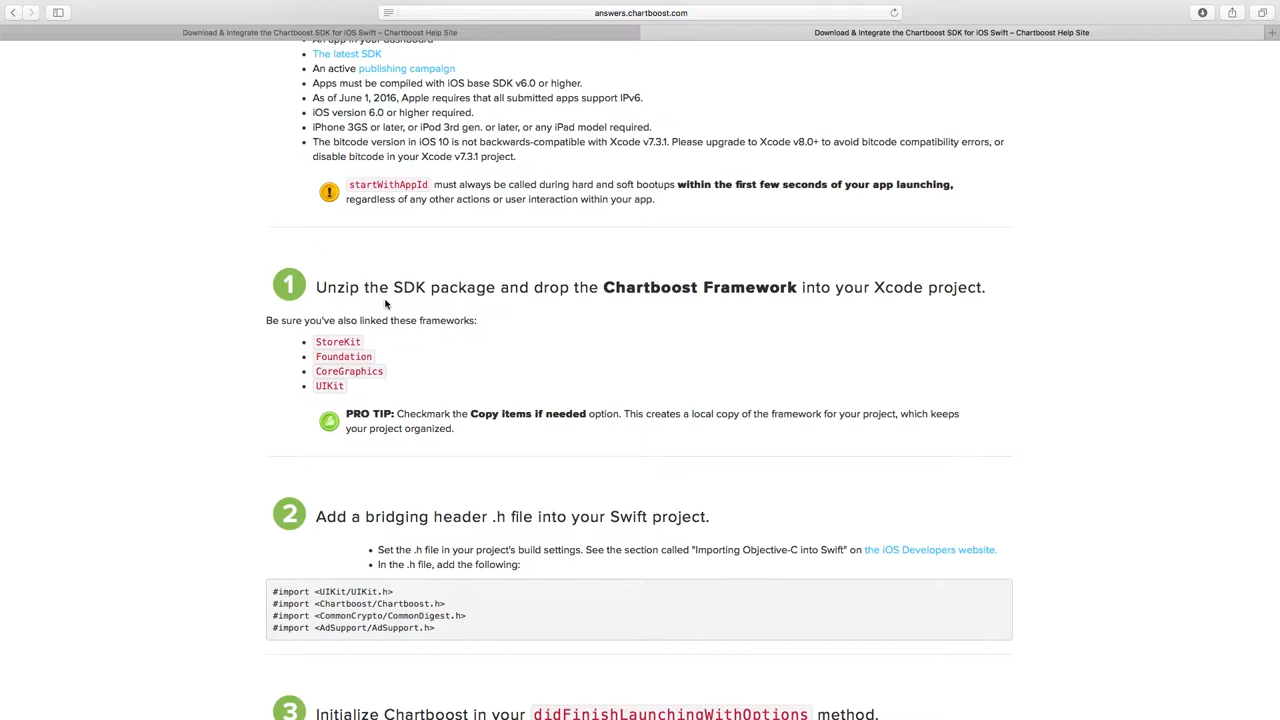 answers.chartboost.com
Download & Integrate the Chartboost SDK for iOS Swift – Chartboost Help Site
Download & Integrate the Chartboost SDK for iOS Swift – Chartboost Help Site
An app in your dashboard
The latest SDK
An active publishing campaign
Apps must be compiled with iOS base SDK v6.0 or higher.
As of June 1, 2016, Apple requires that all submitted apps support IPv6.
iOS version 6.0 or higher required.
iPhone 3GS or later, or iPod 3rd gen. or later, or any iPad model required.
The bitcode version in iOS 10 is not backwards-compatible with Xcode v7.3.1. Please upgrade to Xcode v8.0+ to avoid bitcode compatibility errors, or
disable bitcode in your Xcode v7.3.1 project.
startWithAppId must always be called during hard and soft bootups within the first few seconds of your app launching,
regardless of any other actions or user interaction within your app.
1 Unzip the SDK package and drop the Chartboost Framework into your Xcode project.
Be sure you've also linked these frameworks:
StoreKit
Foundation
CoreGraphics
UIKit
PRO TIP: Checkmark the Copy items if needed option. This creates a local copy of the framework for your project, which keeps
your project organized.
2 Add a bridging header .h file into your Swift project.
Set the .h file in your project's build settings. See the section called "Importing Objective-C into Swift" on the iOS Developers website.
In the .h file, add the following:
#import <UIKit/UIKit.h>
#import <Chartboost/Chartboost.h>
#import <CommonCrypto/CommonDigest.h>
#import <AdSupport/AdSupport.h>
3 Initialize Chartboost in your didFinishLaunchingWithOptions method.